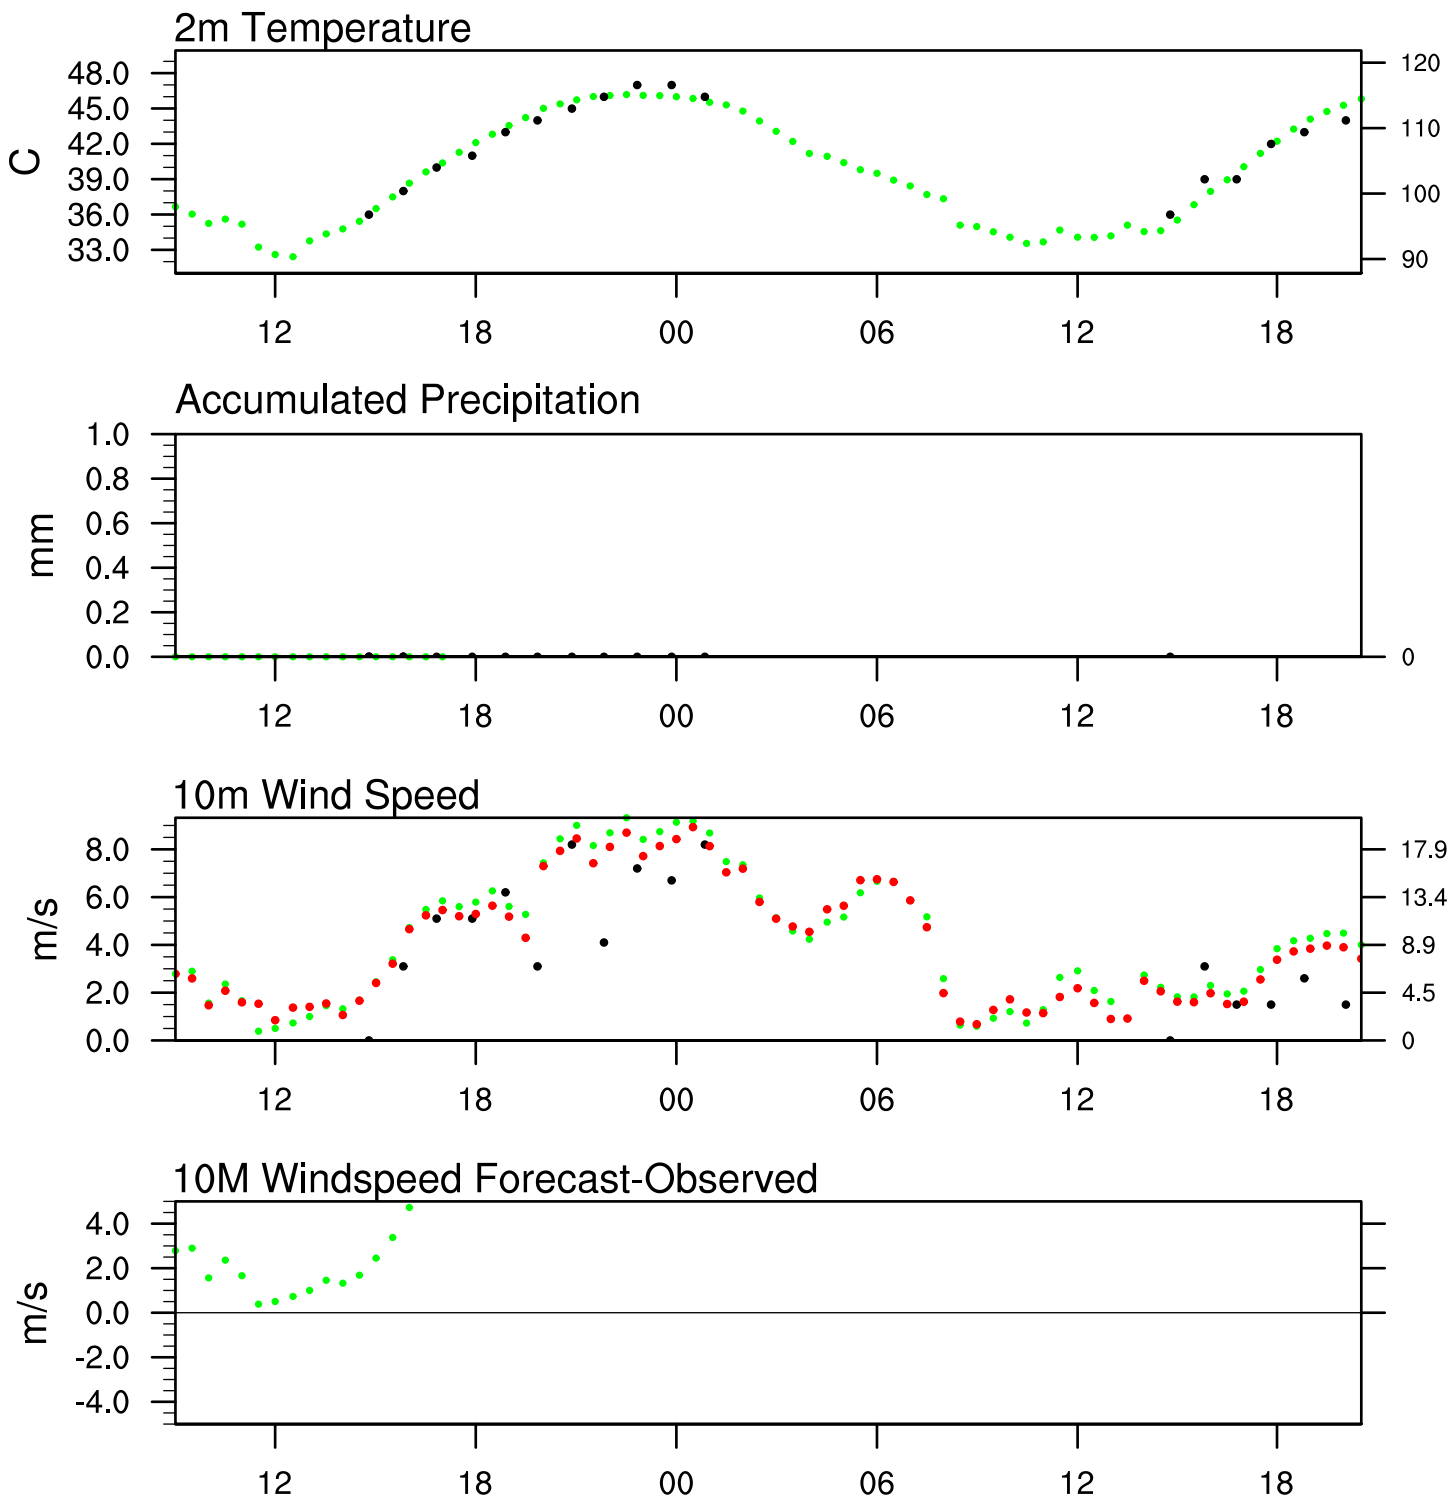 2m Temperature
48.0
45.0
42.0
39.0
36.0
33.0
C
120
110
100
90
12 18 00 06 12 18
Accumulated Precipitation
1.0
0.8
0.6
0.4
0.2
0.0
mm
0
12 18 00 06 12 18
10m Wind Speed
8.0
6.0
4.0
2.0
0.0
m/s
17.9
13.4
8.9
4.5
0
12 18 00 06 12 18
10M Windspeed Forecast-Observed
4.0
2.0
0.0
-2.0
-4.0
m/s
12 18 00 06 12 18